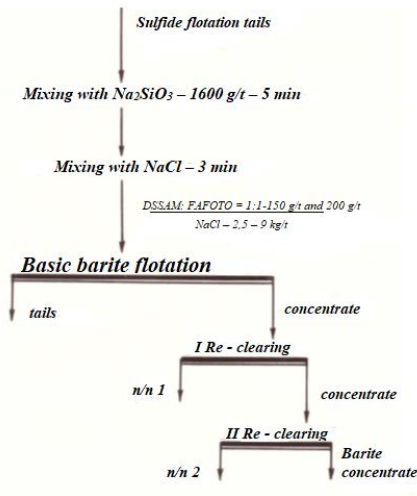 Sulfide flotation tails
Mixing with Na₂SiO₃ – 1600 g/t – 5 min
Mixing with NaCl – 3 min
DSSAM: FAFOTO = 1:1-150 g/t and 200 g/t
NaCl – 2,5 – 9 kg/t
Basic barite flotation
tails
concentrate
I Re - clearing
n/n 1
concentrate
II Re - clearing
Barite
concentrate
n/n 2